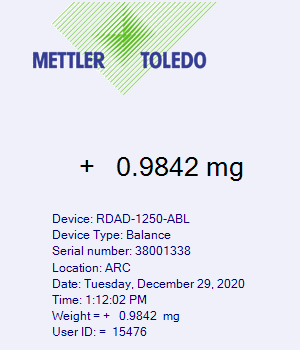 METTLER TOLEDO
+ 0.9842 mg
Device: RDAD-1250-ABL
Device Type: Balance
Serial number: 38001338
Location: ARC
Date: Tuesday, December 29, 2020
Time: 1:12:02 PM
Weight = + 0.9842 mg
User ID: = 15476